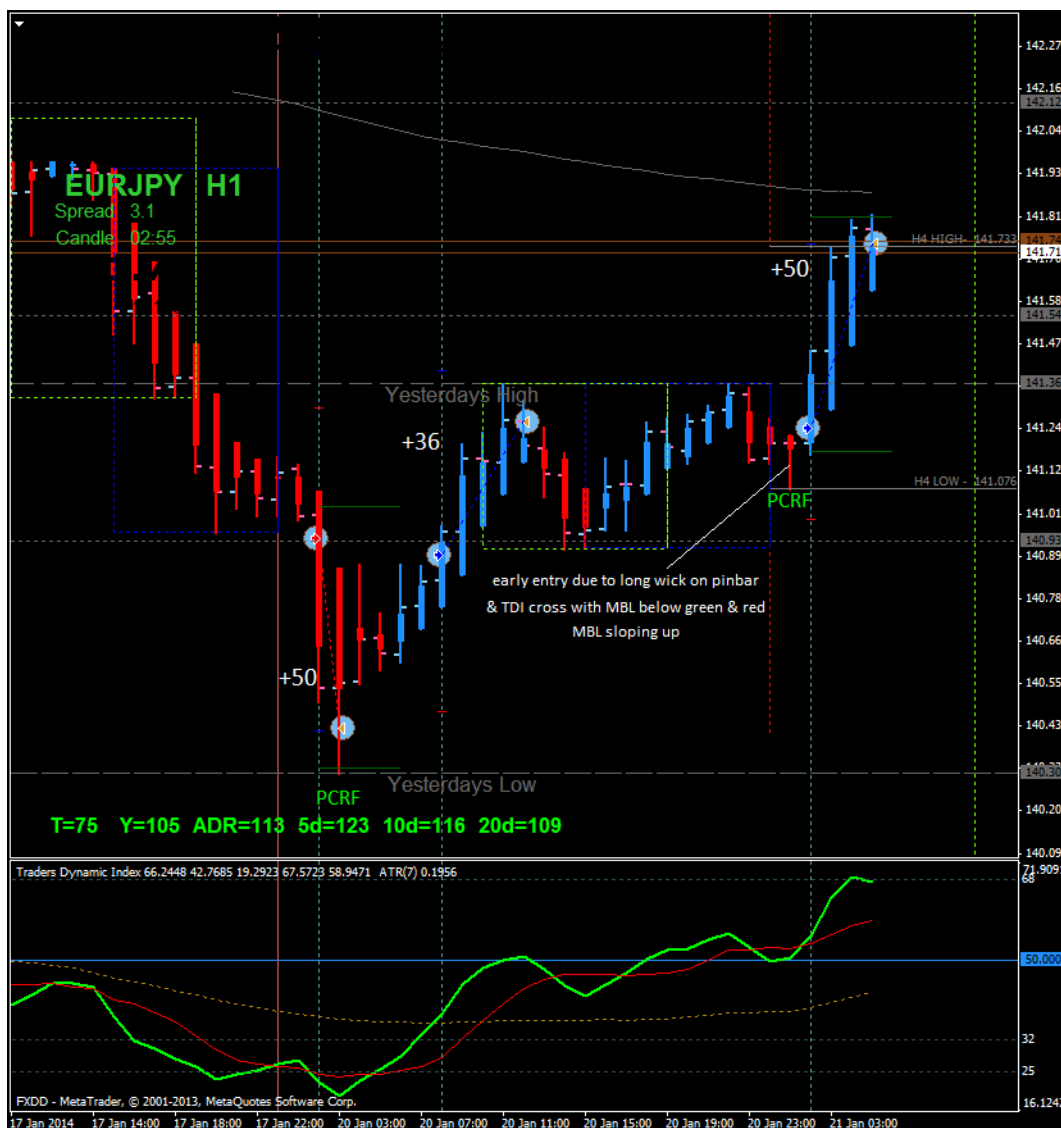 142.27
142.16
142.12
142.04
141.93
EURJPY H1
Spread 3.1
Candle 02:55
141.81
H4 HIGH- 141.733
141.74
141.71
+50
141.58
141.54
141.47
Yesterdays High
141.36
+36
141.24
141.12
H4 LOW - 141.076
PCRF
141.01
140.93
140.89
early entry due to long wick on pinbar
& TDI cross with MBL below green & red
MBL sloping up
140.78
140.66
+50
140.55
140.43
Yesterdays Low
140.30
PCRF
140.20
T=75 Y=105 ADR=113 5d=123 10d=116 20d=109
140.09
Traders Dynamic Index 66.2448 42.7685 19.2923 67.5723 58.9471 ATR(7) 0.1956
68
50.000
32
25
FXDD - MetaTrader, © 2001-2013, MetaQuotes Software Corp.
17 Jan 2014 17 Jan 14:00 17 Jan 18:00 17 Jan 22:00 20 Jan 03:00 20 Jan 07:00 20 Jan 11:00 20 Jan 15:00 20 Jan 19:00 20 Jan 23:00 21 Jan 03:00